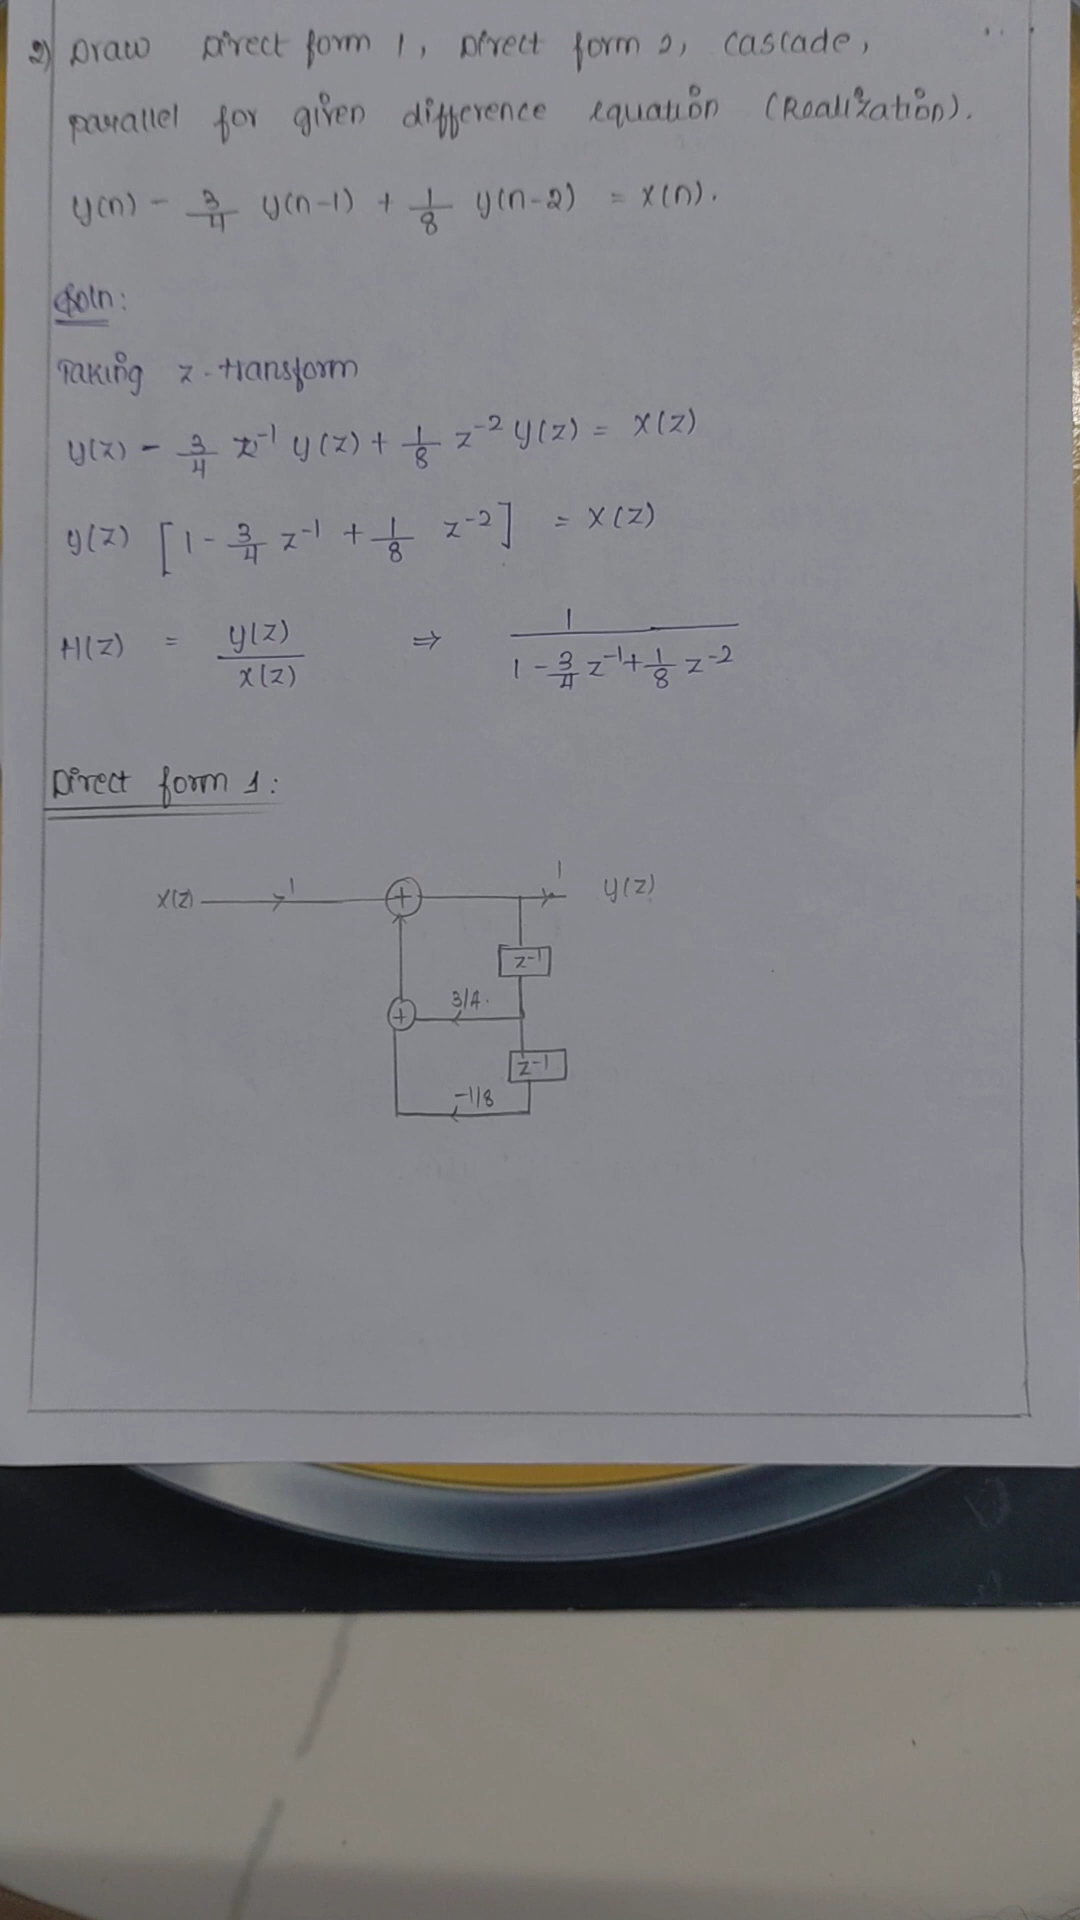 2) Draw Direct form 1, Direct form 2, cascade,
parallel for given difference equation (Realization).
y(n) - 3/4 y(n-1) + 1/8 y(n-2) = x(n).
Soln:
Taking z-transform
y(z) - 3/4 z^-1 y(z) + 1/8 z^-2 y(z) = x(z)
y(z) [1 - 3/4 z^-1 + 1/8 z^-2] = x(z)
H(z) = y(z)/x(z) ⇒ 1/(1 - 3/4 z^-1 + 1/8 z^-2)
Direct form 1:
x(z) 1 + 1 y(z)
z^-1
+ 3/4.
z^-1
-1/8